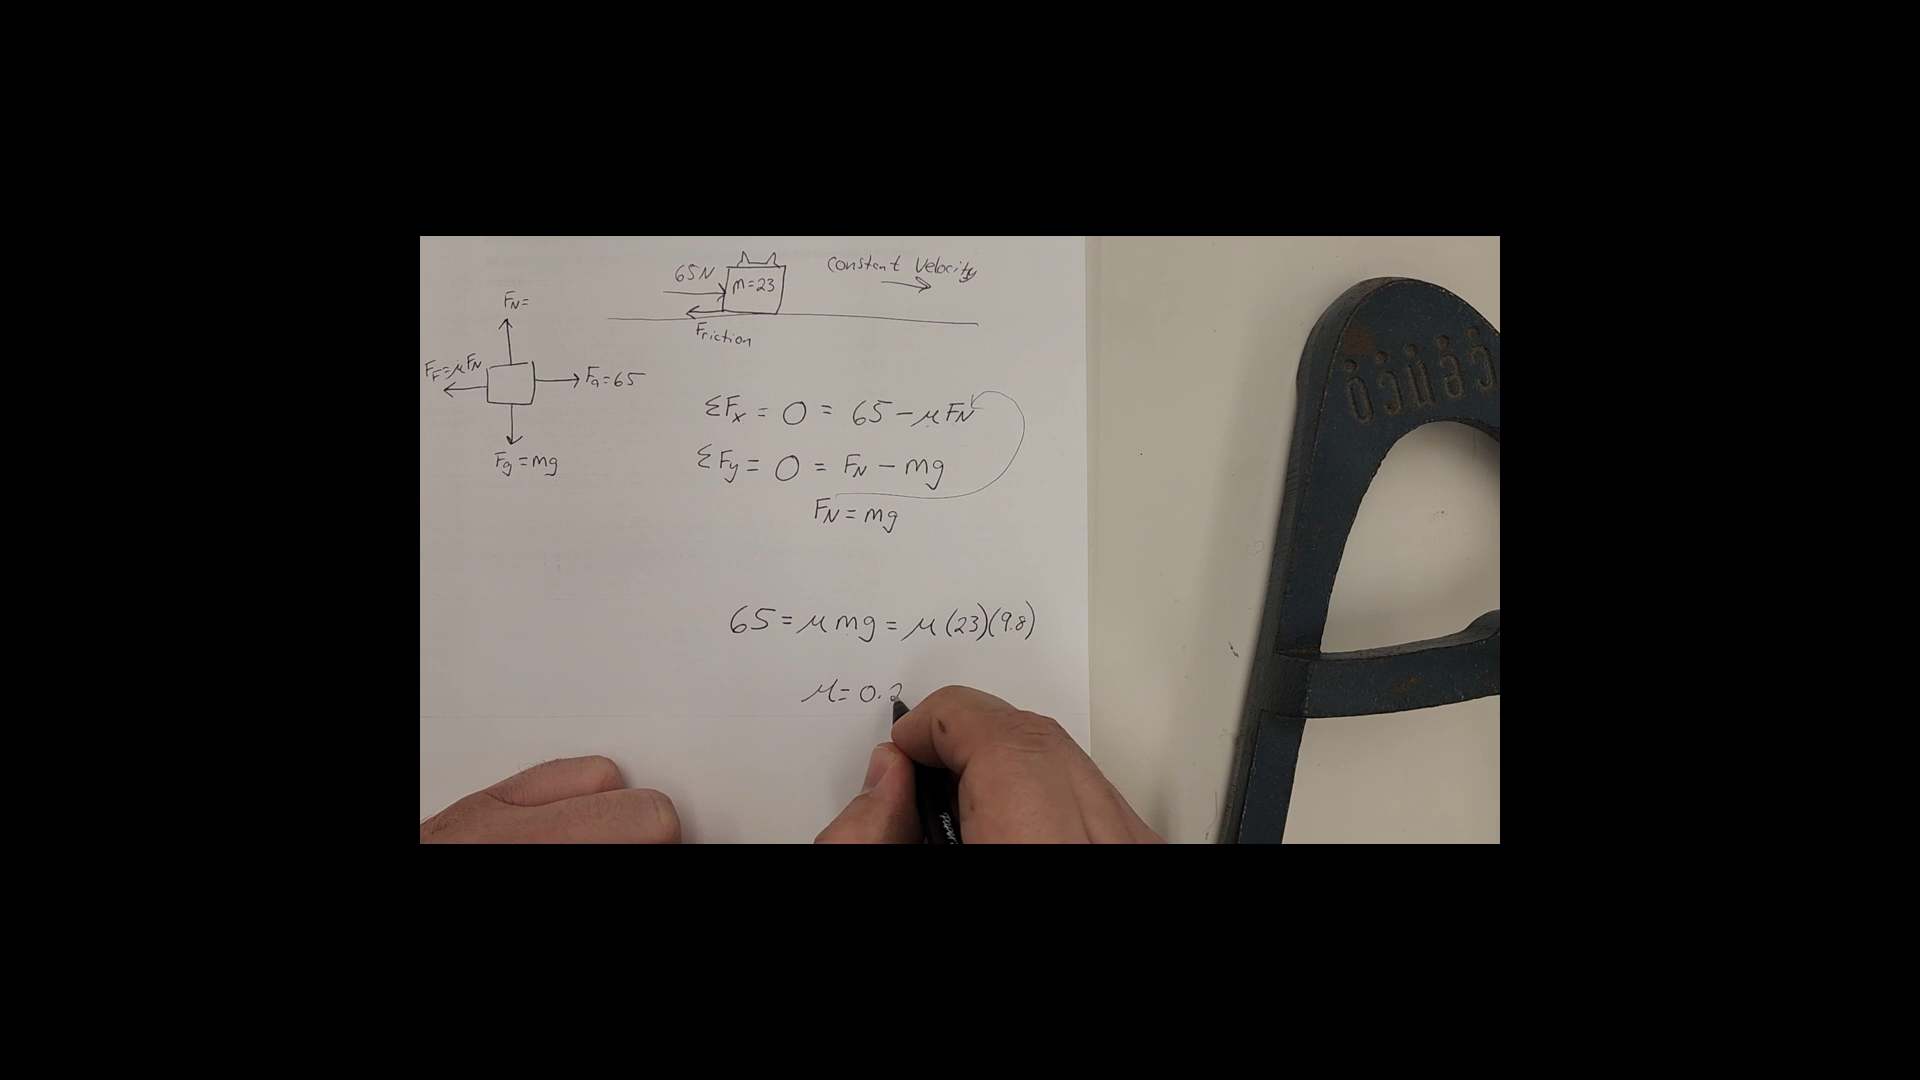 65N
m=23
Constant Velocity
Friction
FN=
FF=μFN
Fa=65
Fg=mg
ΣFx = 0 = 65-μFN
ΣFy = 0 = FN - mg
FN = mg
65 = μmg = μ(23)(9.8)
μ= 0.2